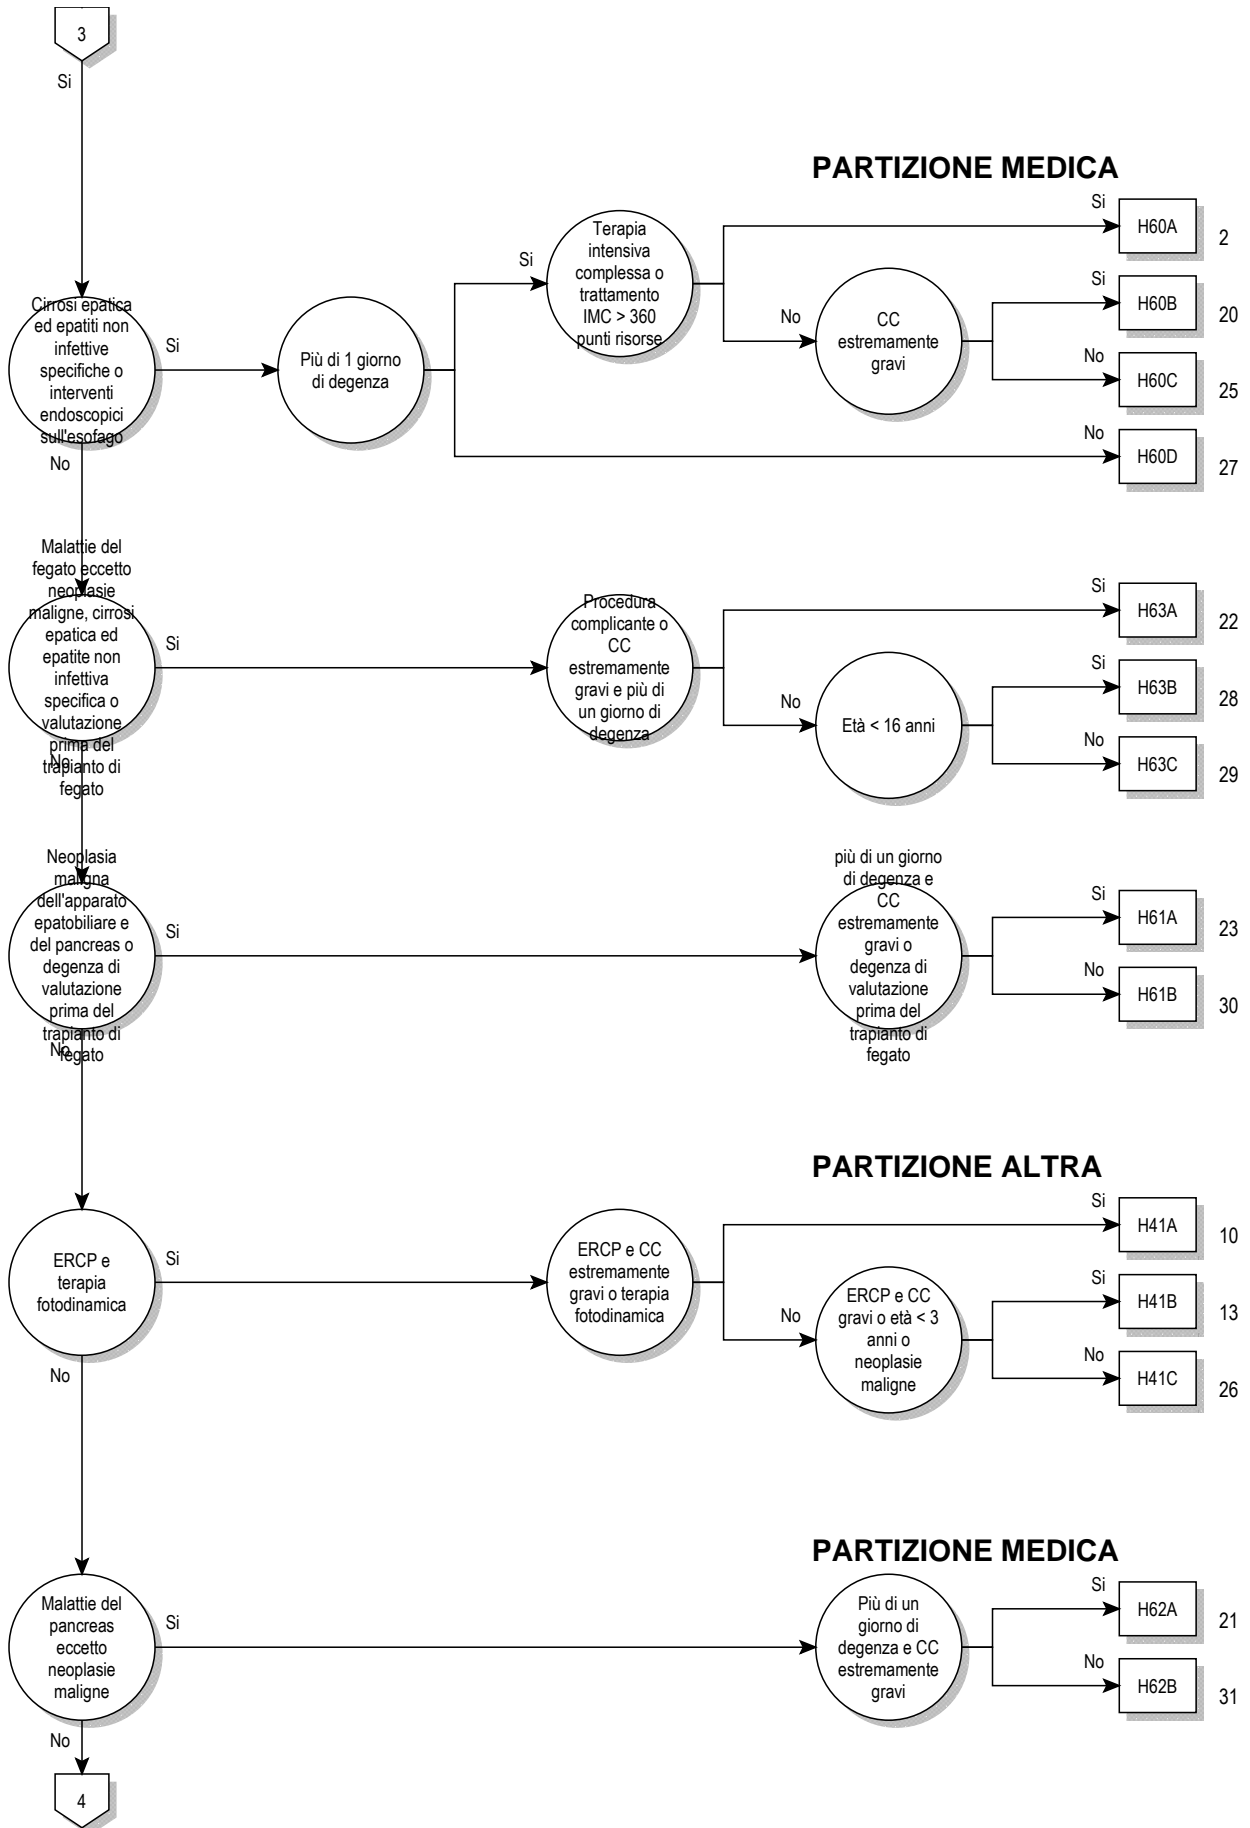 3
Si
PARTIZIONE MEDICA
Cirrosi epatica
ed epatiti non
infettive
specifiche o
interventi
endoscopici
sull'esofago
Si
No
Più di 1 giorno
di degenza
Si
Terapia
intensiva
complessa o
trattamento
IMC > 360
punti risorse
No
CC
estremamente
gravi
Si
H60A
2
Si
H60B
20
No
H60C
25
No
H60D
27
Malattie del
fegato eccetto
neoplasie
maligne, cirrosi
epatica ed
epatite non
infettiva
specifica o
valutazione
prima del
trapianto di
fegato
Si
No
Procedura
complicante o
CC
estremamente
gravi e più di
un giorno di
degenza
No
Età < 16 anni
Si
H63A
22
Si
H63B
28
No
H63C
29
Neoplasia
maligna
dell'apparato
epatobiliare e
del pancreas o
degenza di
valutazione
prima del
trapianto di
fegato
Si
No
più di un giorno
di degenza e
CC
estremamente
gravi o
degenza di
valutazione
prima del
trapianto di
fegato
Si
H61A
23
No
H61B
30
PARTIZIONE ALTRA
ERCP e
terapia
fotodinamica
Si
No
ERCP e CC
estremamente
gravi o terapia
fotodinamica
No
ERCP e CC
gravi o età < 3
anni o
neoplasie
maligne
Si
H41A
10
Si
H41B
13
No
H41C
26
PARTIZIONE MEDICA
Malattie del
pancreas
eccetto
neoplasie
maligne
Si
No
Più di un
giorno di
degenza e CC
estremamente
gravi
Si
H62A
21
No
H62B
31
4